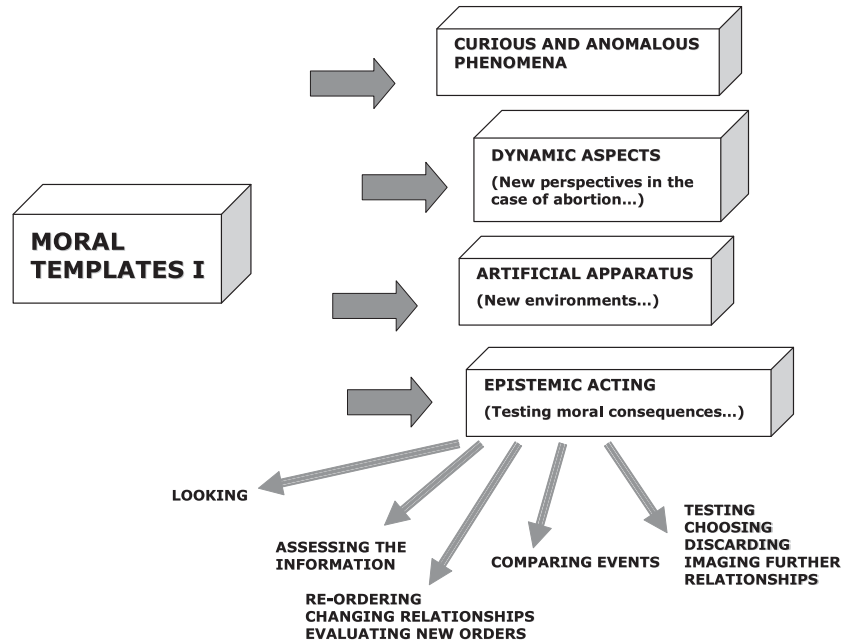 CURIOUS AND ANOMALOUS
PHENOMENA
DYNAMIC ASPECTS
(New perspectives in the
case of abortion...)
MORAL
TEMPLATES I
ARTIFICIAL APPARATUS
(New environments...)
EPISTEMIC ACTING
(Testing moral consequences...)
LOOKING
ASSESSING THE
INFORMATION
RE-ORDERING
CHANGING RELATIONSHIPS
EVALUATING NEW ORDERS
COMPARING EVENTS
TESTING
CHOOSING
DISCARDING
IMAGING FURTHER
RELATIONSHIPS